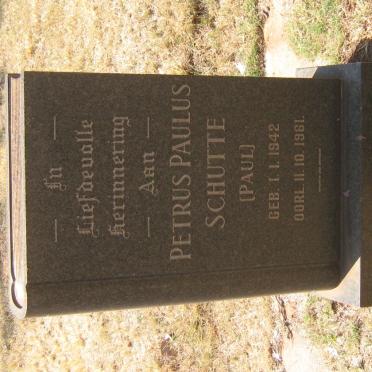 In
Liefdevolle
Herinnering
Aan
PETRUS PAULUS
SCHUTTE
(PAUL)
GEB. 1.1.1942
OORL. 11.10.1961.